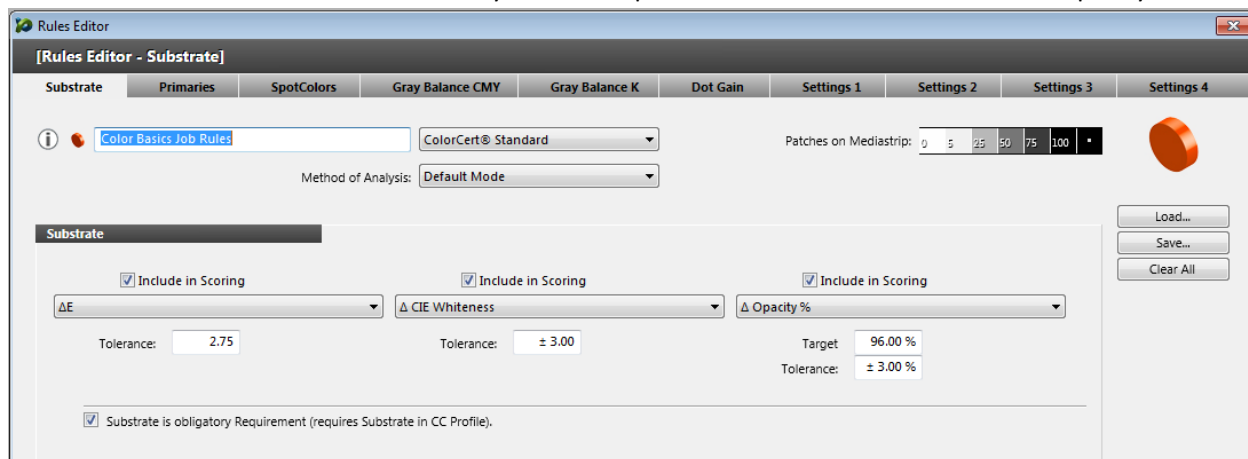 Rules Editor
[Rules Editor - Substrate]
Substrate Primaries SpotColors Gray Balance CMY Gray Balance K Dot Gain Settings 1 Settings 2 Settings 3 Settings 4
Color Basics Job Rules ColorCert® Standard Patches on Mediastrip: 0 5 25 50 75 100 *
Method of Analysis: Default Mode
Load...
Substrate
Save...
Include in Scoring Include in Scoring Include in Scoring
Clear All
ΔE Δ CIE Whiteness Δ Opacity %
Tolerance: 2.75 Tolerance: ± 3.00 Target 96.00 %
Tolerance: ± 3.00 %
Substrate is obligatory Requirement (requires Substrate in CC Profile).